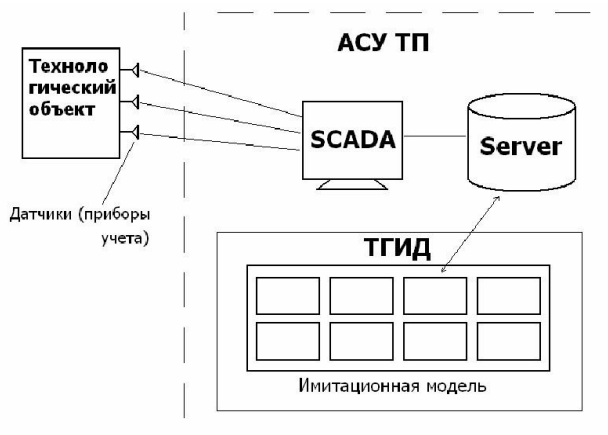 АСУ ТП
Техноло
гический
объект
SCADA
Server
Датчики (приборы
учета)
ТГИД
Имитационная модель